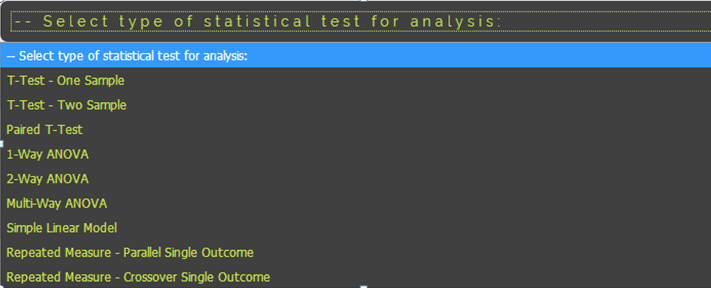 -- Select type of statistical test for analysis:
-- Select type of statistical test for analysis:
T-Test - One Sample
T-Test - Two Sample
Paired T-Test
1-Way ANOVA
2-Way ANOVA
Multi-Way ANOVA
Simple Linear Model
Repeated Measure - Parallel Single Outcome
Repeated Measure - Crossover Single Outcome